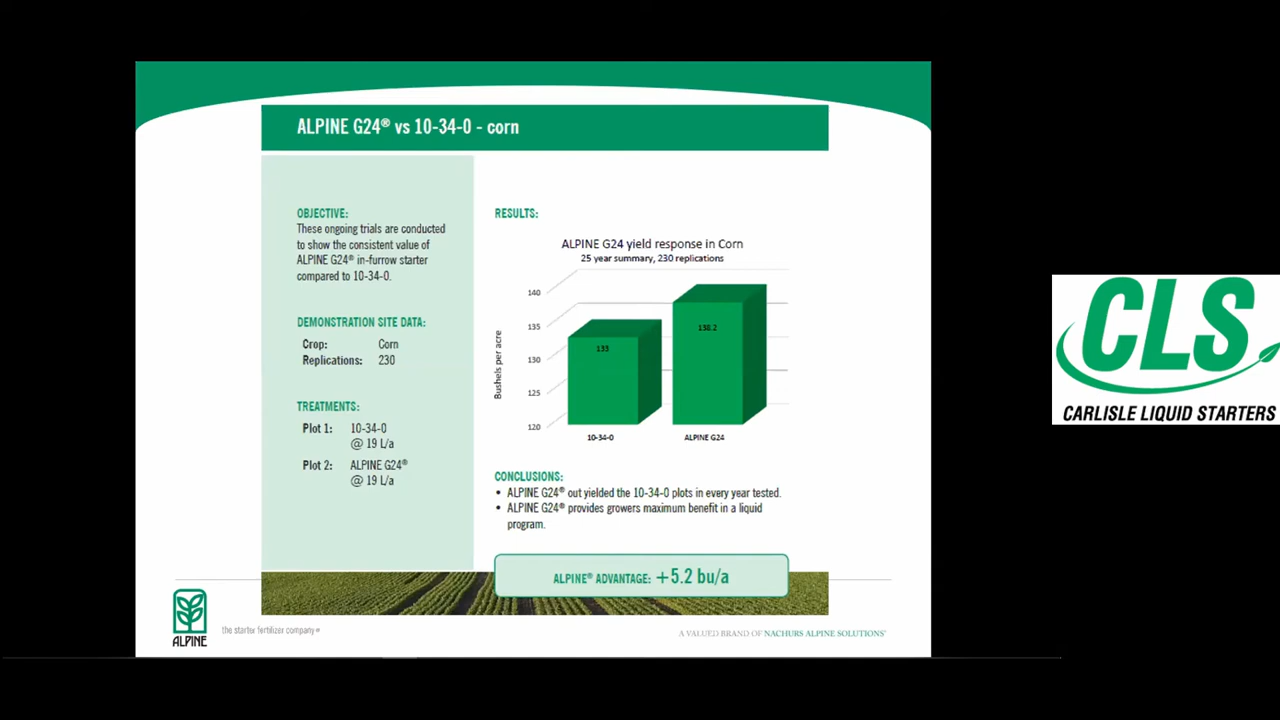 ALPINE G24® vs 10-34-0 - corn
OBJECTIVE:
These ongoing trials are conducted
to show the consistent value of
ALPINE G24® in-furrow starter
compared to 10-34-0.
DEMONSTRATION SITE DATA:
Crop: Corn
Replications: 230
TREATMENTS:
Plot 1: 10-34-0
@ 19 L/a
Plot 2: ALPINE G24®
@ 19 L/a
RESULTS:
ALPINE G24 yield response in Corn
25 year summary, 230 replications
Bushels per acre
140
135
130
125
120
133
138.2
10-34-0
ALPINE G24
CONCLUSIONS:
• ALPINE G24® out yielded the 10-34-0 plots in every year tested.
• ALPINE G24® provides growers maximum benefit in a liquid
program.
ALPINE® ADVANTAGE: +5.2 bu/a
ALPINE
the starter fertilizer company®
A VALUED BRAND OF NACHURS ALPINE SOLUTIONS®
CLS
CARLISLE LIQUID STARTERS